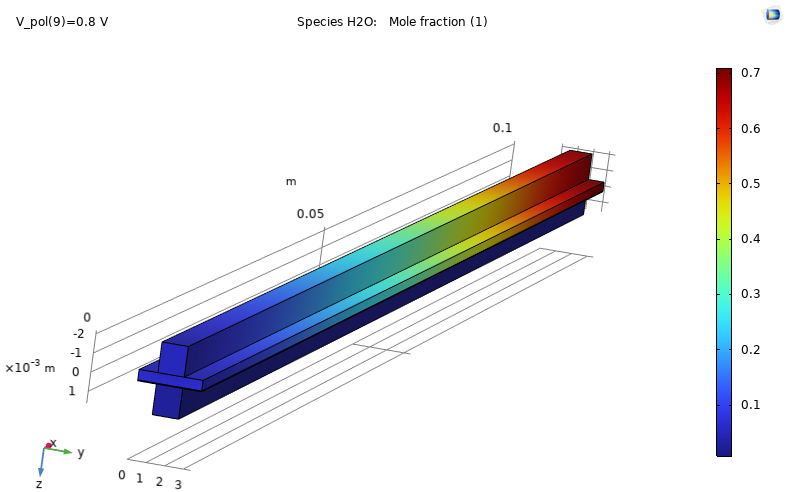 V_pol(9)=0.8 V
Species H2O: Mole fraction (1)
0.7
0.6
0.5
0.4
0.3
0.2
0.1
0.1
m
0.05
0
-2
-1
0
1
×10⁻³ m
0 1 2 3
x
y
z